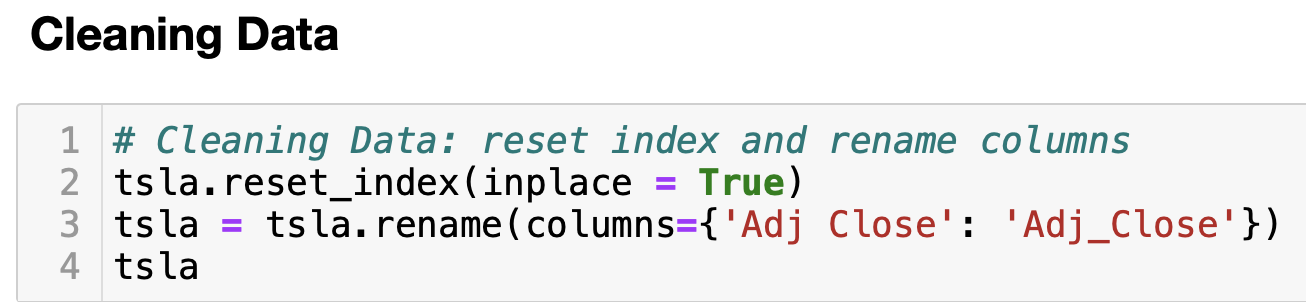 Cleaning Data
1 # Cleaning Data: reset index and rename columns
2 tsla.reset_index(inplace = True)
3 tsla = tsla.rename(columns={'Adj Close': 'Adj_Close'})
4 tsla